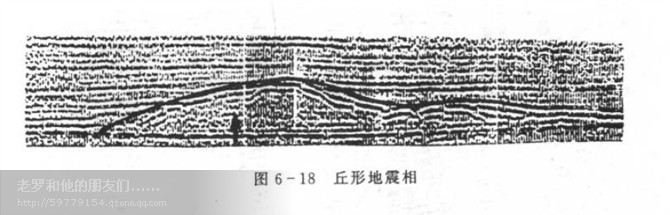 图 6-18 丘形地震相
老罗和他的朋友们......
http://59779154.qzone.qq.com